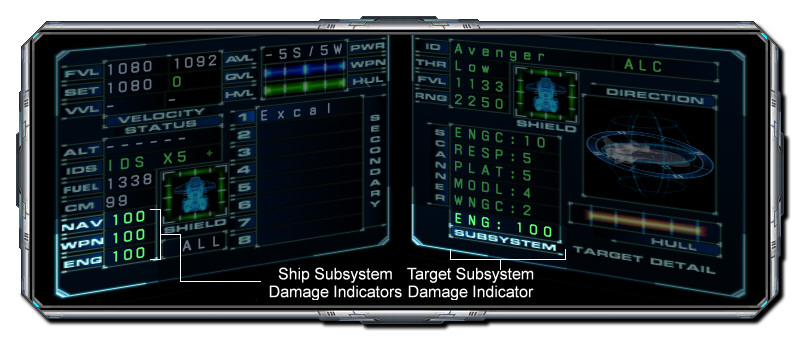 FVL 1080 1092 AVL -5S/5W PWR
SET 1080 0 GVL WPN
VVL - - HVL HUL
VELOCITY
STATUS
ALT ------
IDS IDS X5 +
FUEL 1338
CM 99
NAV 100
WPN 100
ENG 100
SHIELD
ALL
1 Excal
2
3
4
5
6
7
8
SECONDARY
ID Avenger ALC
THR Low
FVL 1133
RNG 2250
SHIELD
DIRECTION
SCANNER
ENGC:10
RESP:5
PLAT:5
MODL:4
WNGC:2
ENG: 100
SUBSYSTEM
HULL
TARGET DETAIL
Ship Subsystem
Damage Indicators
Target Subsystem
Damage Indicator